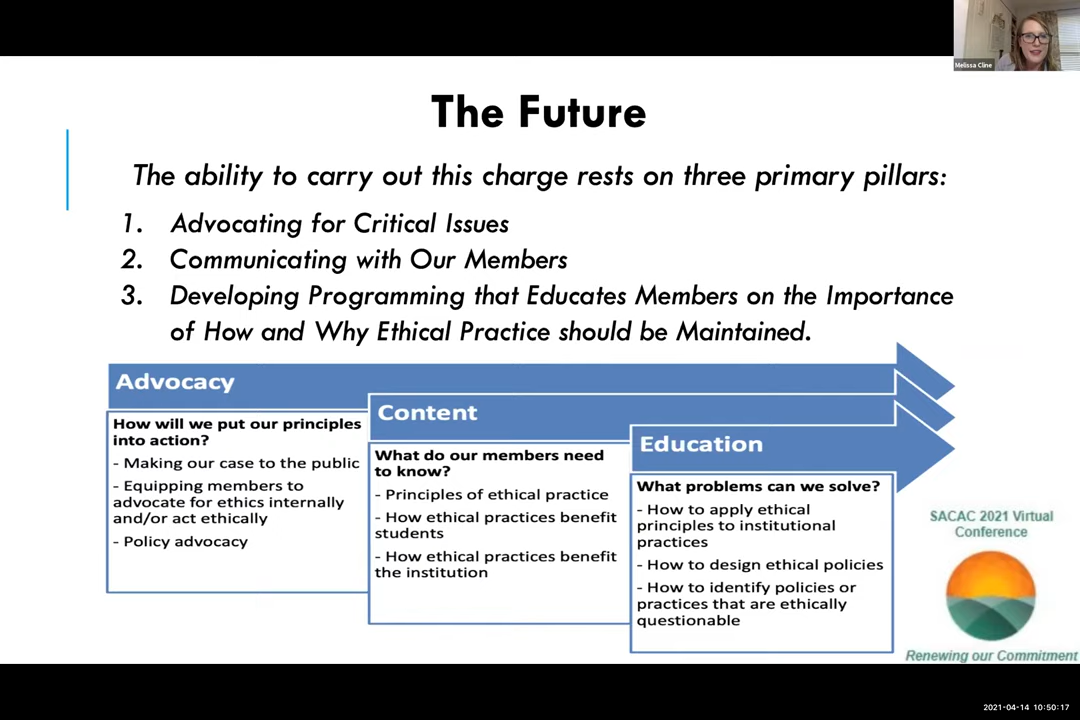 Melissa Cline
The Future
The ability to carry out this charge rests on three primary pillars:
1. Advocating for Critical Issues
2. Communicating with Our Members
3. Developing Programming that Educates Members on the Importance
of How and Why Ethical Practice should be Maintained.
Advocacy
How will we put our principles
into action?
- Making our case to the public
- Equipping members to
advocate for ethics internally
and/or act ethically
- Policy advocacy
Content
What do our members need
to know?
- Principles of ethical practice
- How ethical practices benefit
students
- How ethical practices benefit
the institution
Education
What problems can we solve?
- How to apply ethical
principles to institutional
practices
- How to design ethical policies
- How to identify policies or
practices that are ethically
questionable
SACAC 2021 Virtual
Conference
Renewing our Commitment
2021-04-14 10:50:17